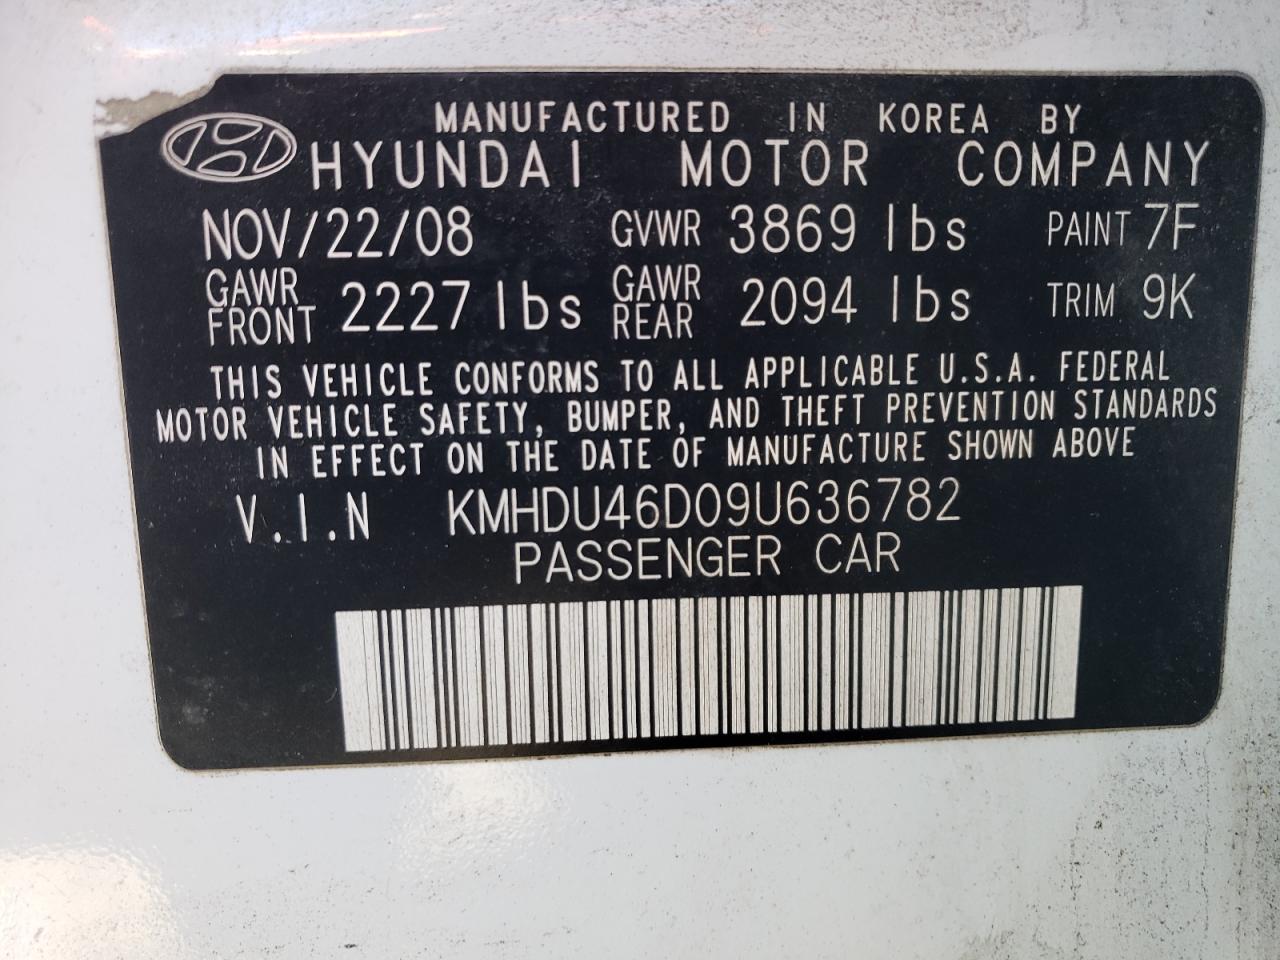 MANUFACTURED IN KOREA BY
HYUNDAI MOTOR COMPANY
NOV/22/08 GVWR 3869 lbs PAINT 7F
GAWR FRONT 2227 lbs GAWR REAR 2094 lbs TRIM 9K
THIS VEHICLE CONFORMS TO ALL APPLICABLE U.S.A. FEDERAL
MOTOR VEHICLE SAFETY, BUMPER, AND THEFT PREVENTION STANDARDS
IN EFFECT ON THE DATE OF MANUFACTURE SHOWN ABOVE
V.I.N KMHDU46D09U636782
PASSENGER CAR